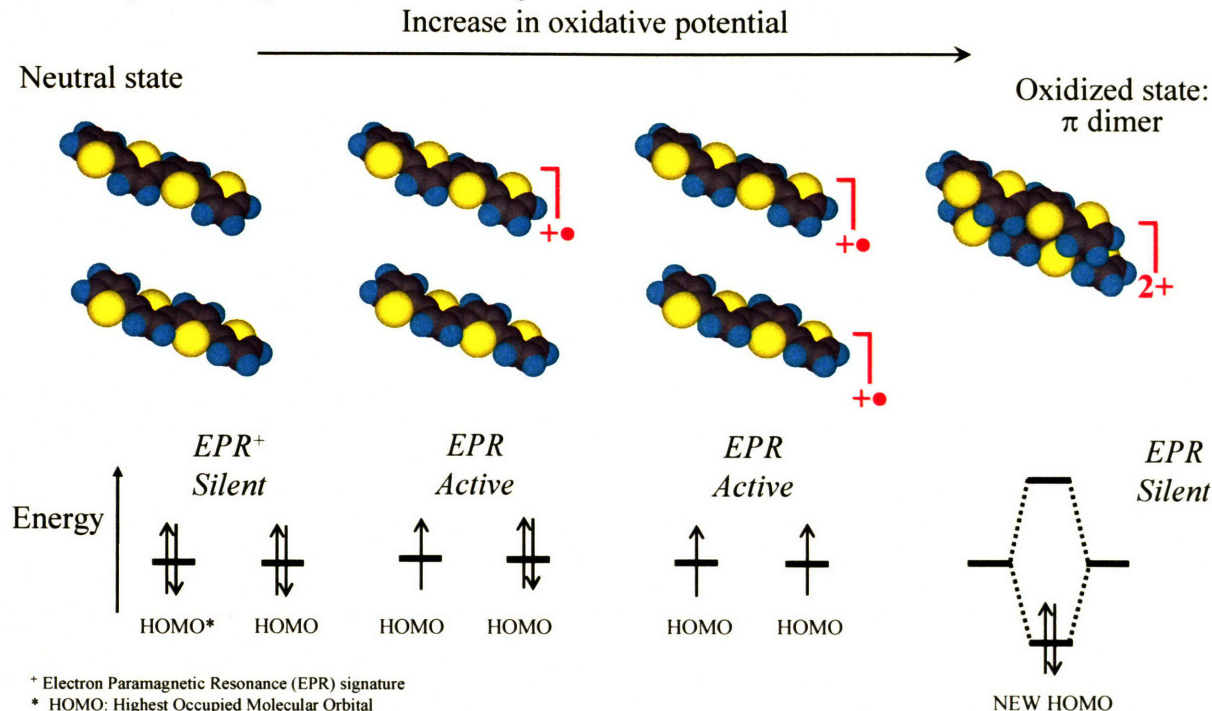 Increase in oxidative potential
Neutral state
Oxidized state:
π dimer
+•
+•
+•
2+
EPR⁺
Silent
EPR
Active
EPR
Active
EPR
Silent
Energy
HOMO*
HOMO
HOMO
HOMO
HOMO
HOMO
NEW HOMO
⁺ Electron Paramagnetic Resonance (EPR) signature
* HOMO: Highest Occupied Molecular Orbital